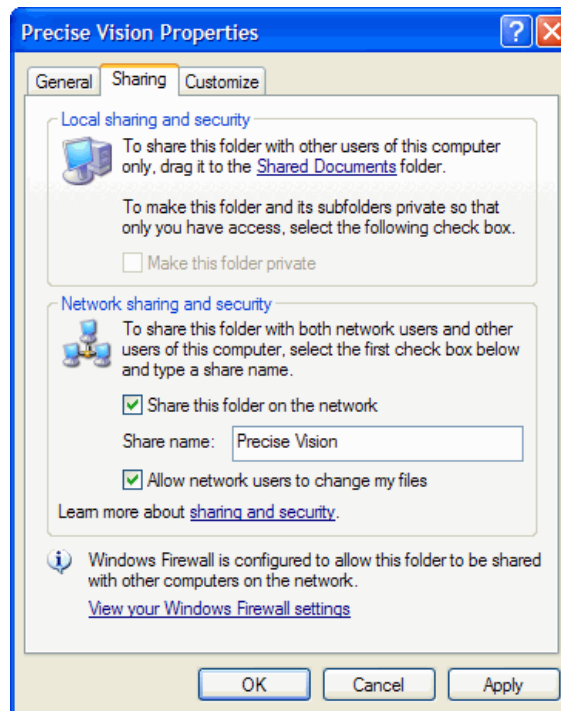 Precise Vision Properties
General Sharing Customize
Local sharing and security
To share this folder with other users of this computer
only, drag it to the Shared Documents folder.
To make this folder and its subfolders private so that
only you have access, select the following check box.
Make this folder private
Network sharing and security
To share this folder with both network users and other
users of this computer, select the first check box below
and type a share name.
Share this folder on the network
Share name: Precise Vision
Allow network users to change my files
Learn more about sharing and security.
Windows Firewall is configured to allow this folder to be shared
with other computers on the network.
View your Windows Firewall settings
OK Cancel Apply